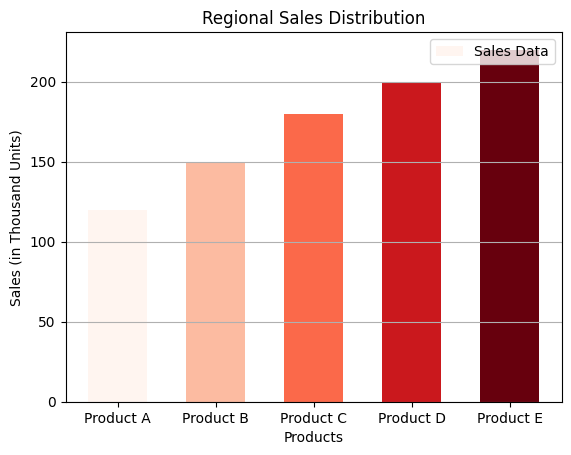 Regional Sales Distribution
Sales Data
Sales (in Thousand Units)
200
150
100
50
0
Product A Product B Product C Product D Product E
Products